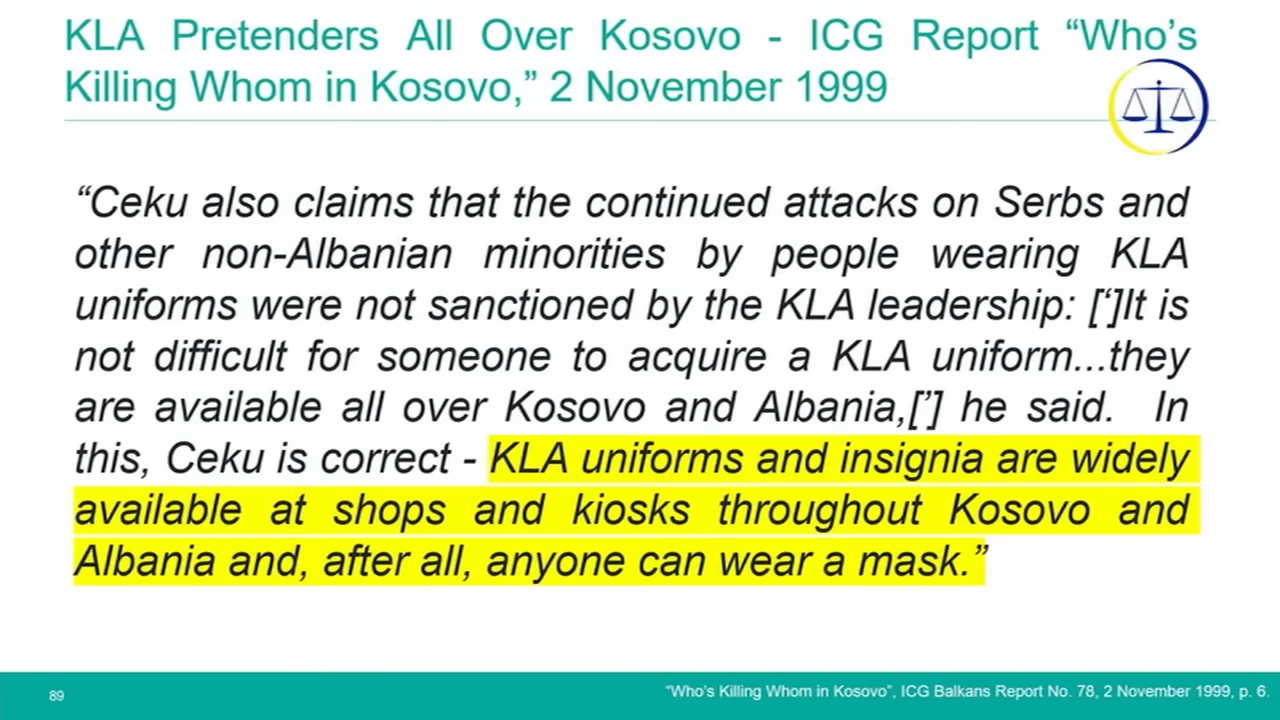 KLA Pretenders All Over Kosovo - ICG Report “Who’s
Killing Whom in Kosovo,” 2 November 1999
“Ceku also claims that the continued attacks on Serbs and
other non-Albanian minorities by people wearing KLA
uniforms were not sanctioned by the KLA leadership: [‘]It is
not difficult for someone to acquire a KLA uniform...they
are available all over Kosovo and Albania,[’] he said. In
this, Ceku is correct - KLA uniforms and insignia are widely
available at shops and kiosks throughout Kosovo and
Albania and, after all, anyone can wear a mask.”
89
“Who’s Killing Whom in Kosovo”, ICG Balkans Report No. 78, 2 November 1999, p. 6.